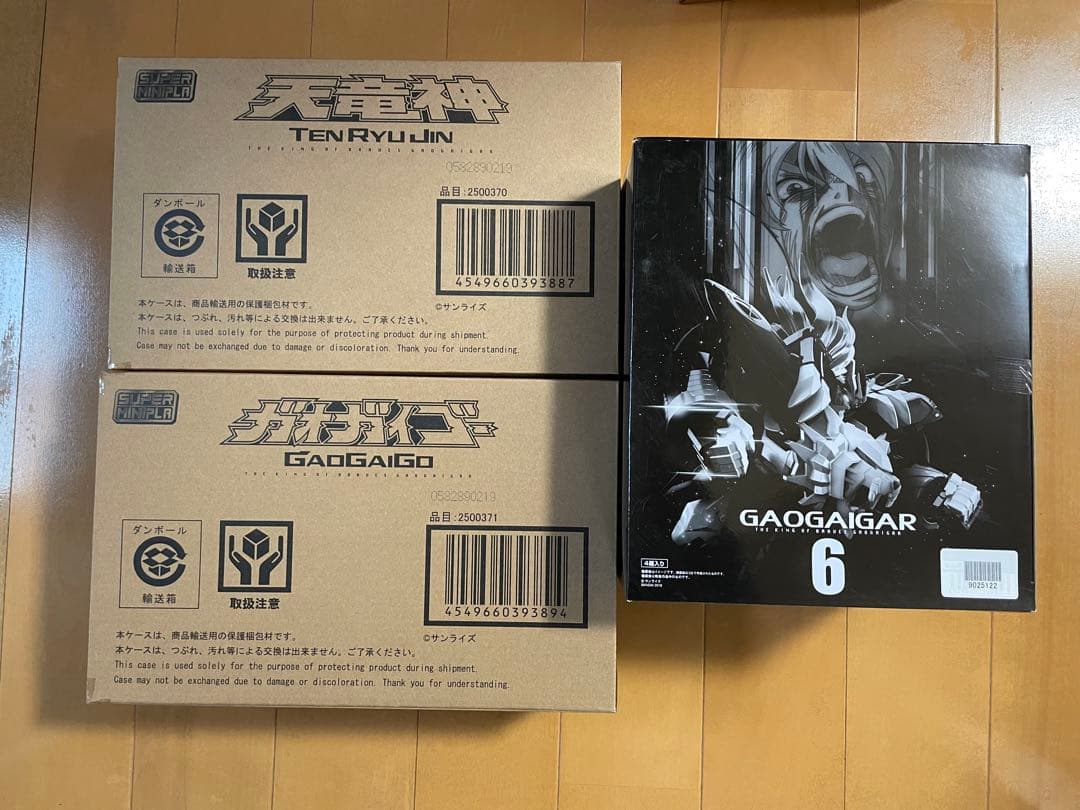 SUPER MINIPLA
天竜神
TENRYUJIN
THE KING OF BRAVES GAOGAIGAR
0582890219
品目:2500370
ダンボール
輸送箱
取扱注意
4549660393887
©サンライズ
本ケースは、商品輸送用の保護梱包材です。
本ケースは、つぶれ、汚れ等による交換は出来ません。ご了承ください。
This case is used solely for the purpose of protecting product during shipment.
Case may not be exchanged due to damage or discoloration. Thank you for understanding.
SUPER MINIPLA
ガオガイゴー
GAOGAIGO
THE KING OF BRAVES GAOGAIGAR
0582890219
品目:2500371
ダンボール
輸送箱
取扱注意
4549660393894
©サンライズ
本ケースは、商品輸送用の保護梱包材です。
本ケースは、つぶれ、汚れ等による交換は出来ません。ご了承ください。
This case is used solely for the purpose of protecting product during shipment.
Case may not be exchanged due to damage or discoloration. Thank you for understanding.
GAOGAIGAR
THE KING OF BRAVES GAOGAIGAR
6
4個入り
9025122